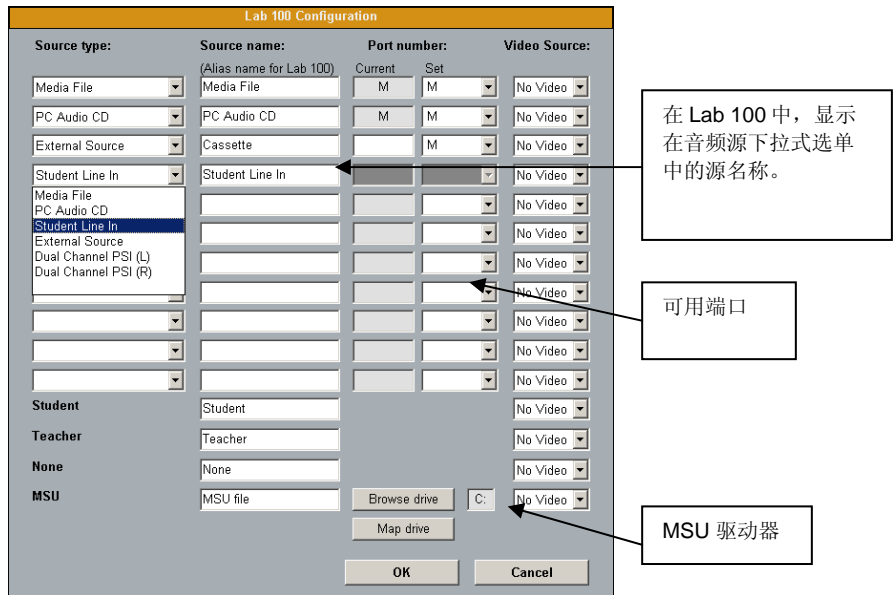 Lab 100 Configuration
Source type: Source name: Port number: Video Source:
(Alias name for Lab 100) Current Set
Media File Media File M M No Video
PC Audio CD PC Audio CD M M No Video
External Source Cassette M No Video
Student Line In Student Line In No Video
Media File
PC Audio CD
Student Line In
External Source
Dual Channel PSI (L)
Dual Channel PSI (R)
No Video
No Video
No Video
No Video
No Video
No Video
No Video
Student Student No Video
Teacher Teacher No Video
None None No Video
MSU MSU file Browse drive C: No Video
Map drive
OK Cancel
在 Lab 100 中，显示
在音频源下拉式选单
中的源名称。
可用端口
MSU 驱动器